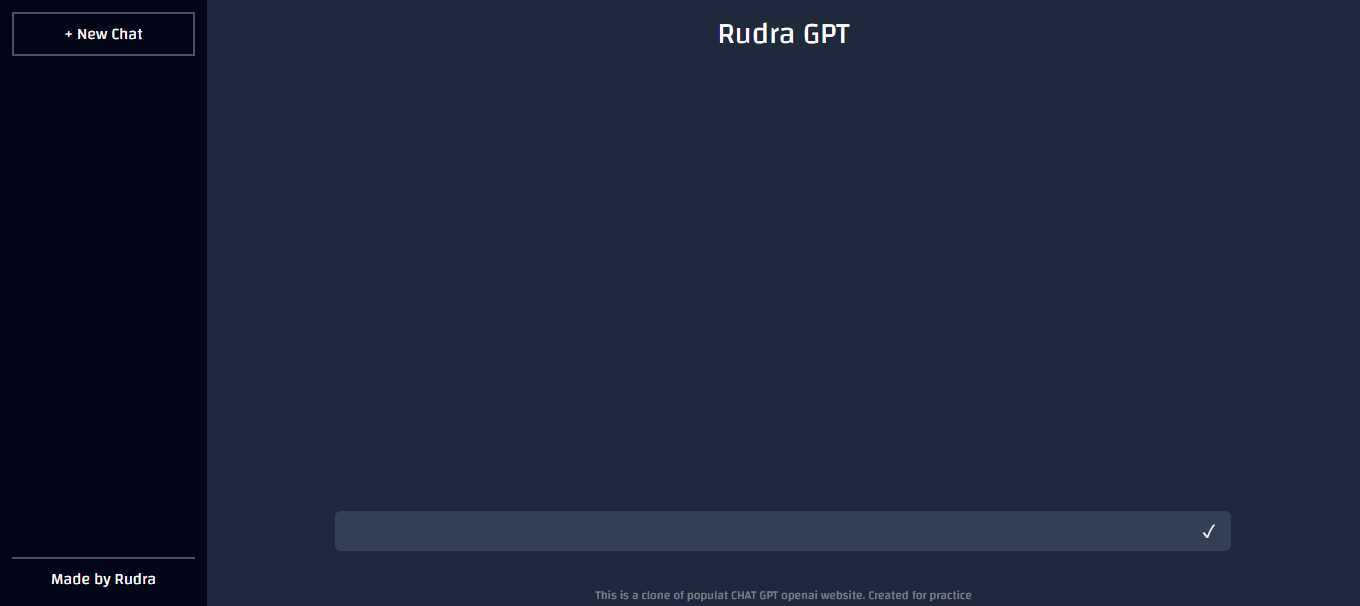 + New Chat
Rudra GPT
Made by Rudra
This is a clone of populat CHAT GPT openai website. Created for practice